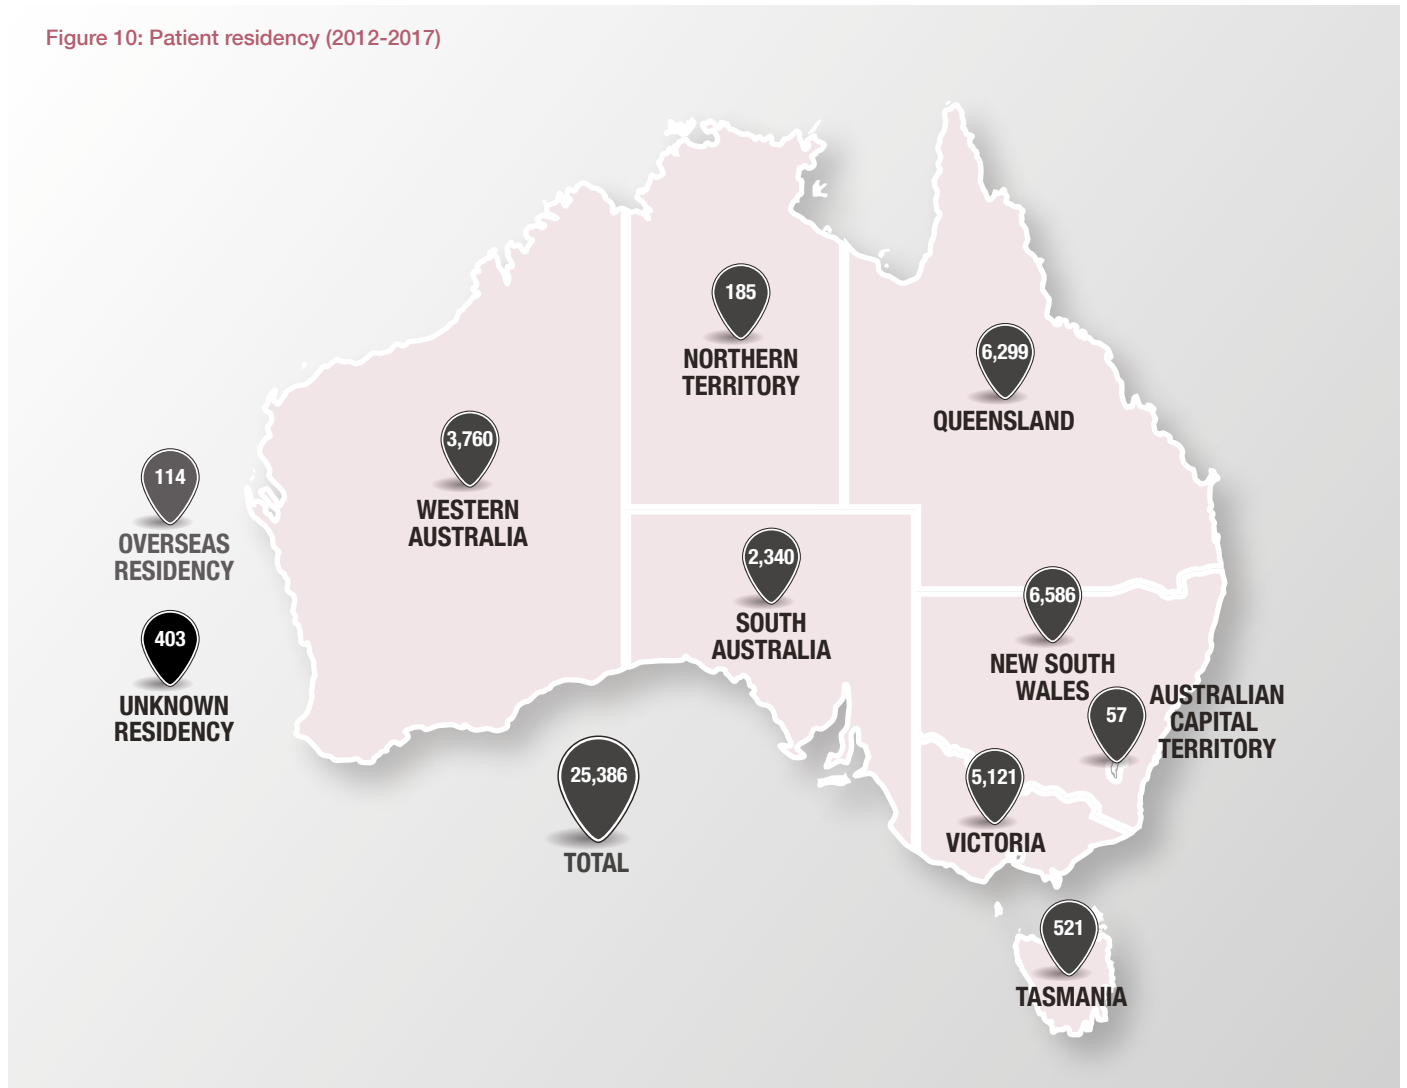 Figure 10: Patient residency (2012-2017)
185
NORTHERN
TERRITORY
6,299
QUEENSLAND
3,760
WESTERN
AUSTRALIA
114
OVERSEAS
RESIDENCY
2,340
SOUTH
AUSTRALIA
6,586
NEW SOUTH
WALES
403
UNKNOWN
RESIDENCY
57
AUSTRALIAN
CAPITAL
TERRITORY
25,386
TOTAL
5,121
VICTORIA
521
TASMANIA